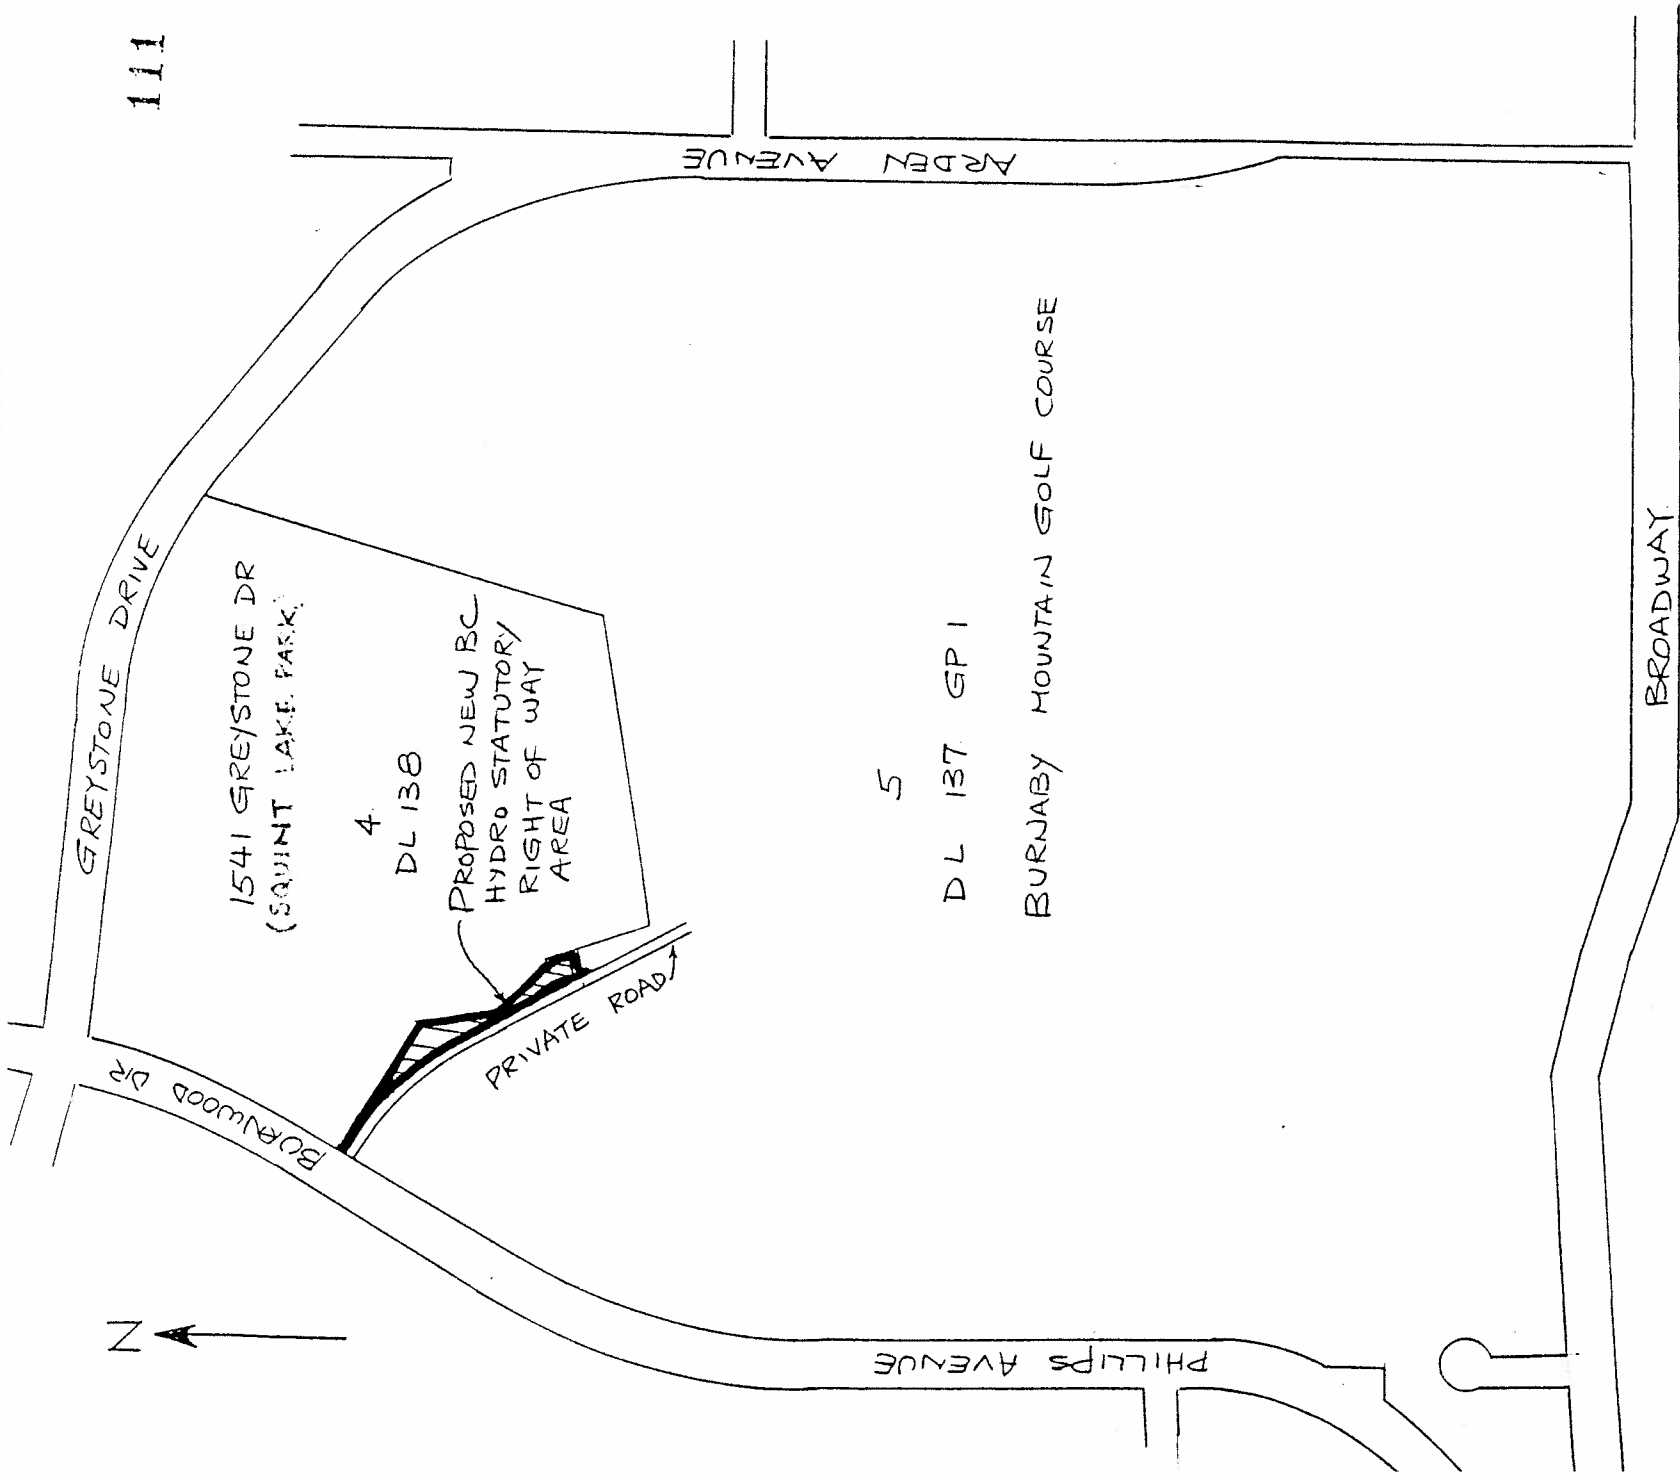 111
GREYSTONE DRIVE
1541 GREYSTONE DR
(SQUINT LAKE PARK)
4
DL 138
PROPOSED NEW BC
HYDRO STATUTORY
RIGHT OF WAY
AREA
PRIVATE ROAD
BURNWOOD DR
N
ARDEN AVENUE
5
DL 137 GP 1
BURNABY MOUNTAIN GOLF COURSE
PHILLIPS AVENUE
BROADWAY